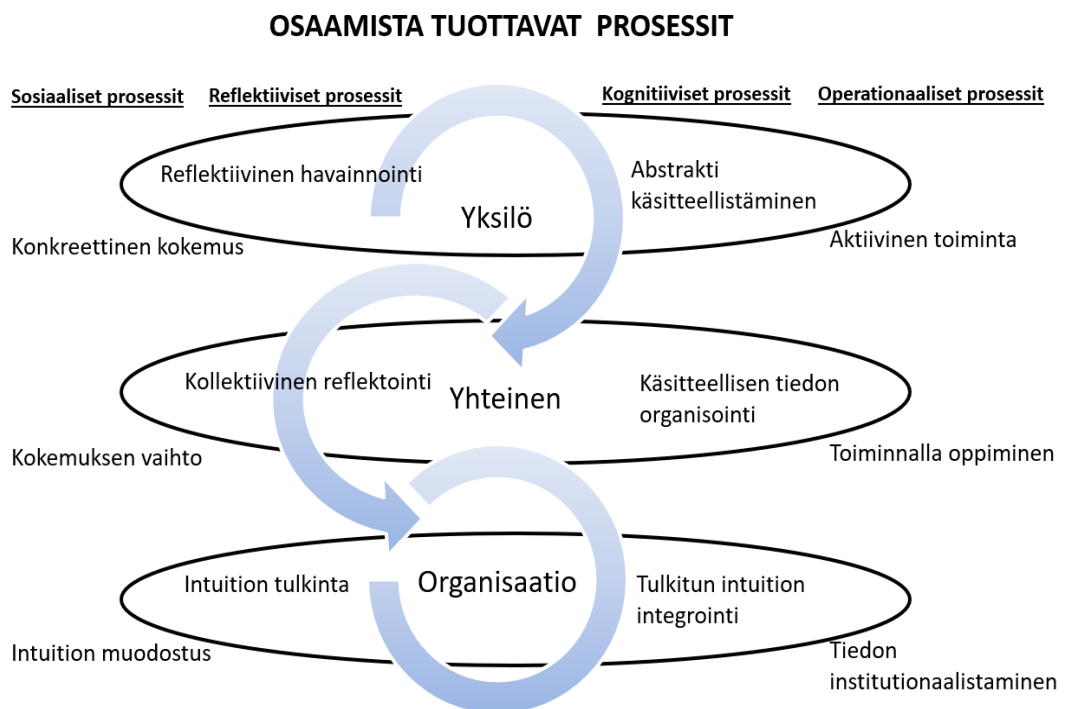 OSAAMISTA TUOTTAVAT PROSESSIT
Sosiaaliset prosessit
Reflektiiviset prosessit
Kognitiiviset prosessit
Operationaaliset prosessit
Reflektiivinen havainnointi
Abstrakti
käsitteellistäminen
Yksilö
Konkreettinen kokemus
Aktiivinen toiminta
Kollektiivinen reflektointi
Yhteinen
Käsitteellisen tiedon
organisointi
Kokemuksen vaihto
Toiminnalla oppiminen
Intuition tulkinta
Organisaatio
Tulkitun intuition
integrointi
Intuition muodostus
Tiedon
institutionaalistaminen